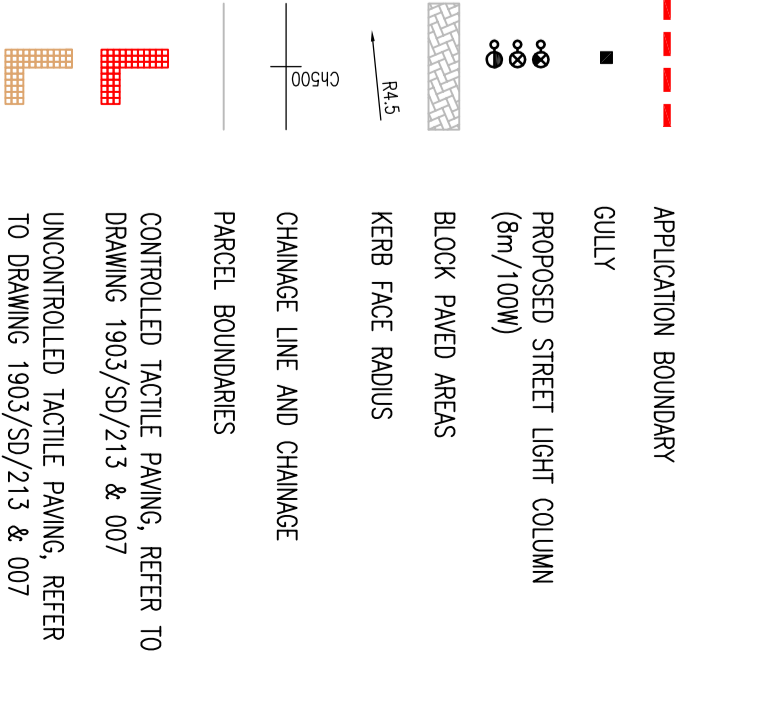 APPLICATION BOUNDARY
GULLY
PROPOSED STREET LIGHT COLUMN
(8m/100W)
BLOCK PAVED AREAS
R4.5
KERB FACE RADIUS
Ch500
CHAINAGE LINE AND CHAINAGE
PARCEL BOUNDARIES
CONTROLLED TACTILE PAVING, REFER TO
DRAWING 1903/SD/213 & 007
UNCONTROLLED TACTILE PAVING, REFER
TO DRAWING 1903/SD/213 & 007